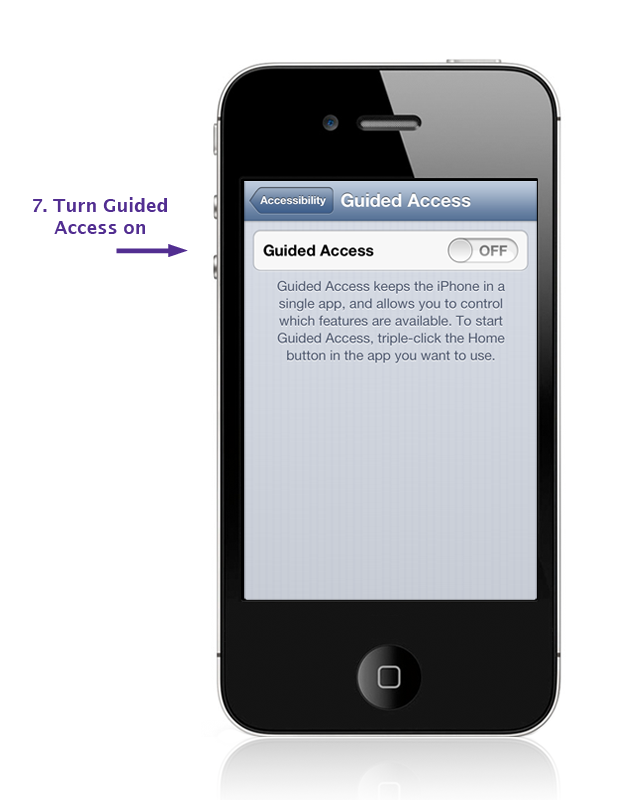 7. Turn Guided
Access on
Accessibility
Guided Access
Guided Access
OFF
Guided Access keeps the iPhone in a
single app, and allows you to control
which features are available. To start
Guided Access, triple-click the Home
button in the app you want to use.